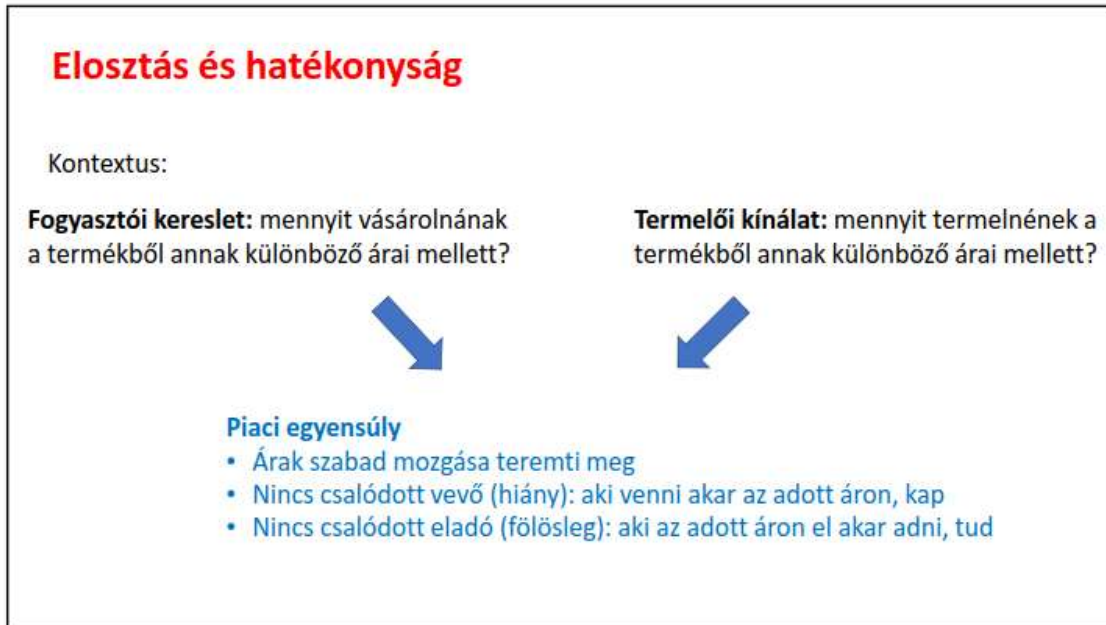 Elosztás és hatékonyság
Kontextus:
Fogyasztói kereslet: mennyit vásárolnának
a termékből annak különböző árai mellett?
Termelői kínálat: mennyit termelnének a
termékből annak különböző árai mellett?
Piaci egyensúly
• Árak szabad mozgása teremti meg
• Nincs csalódott vevő (hiány): aki venni akar az adott áron, kap
• Nincs csalódott eladó (fölösleg): aki az adott áron el akar adni, tud